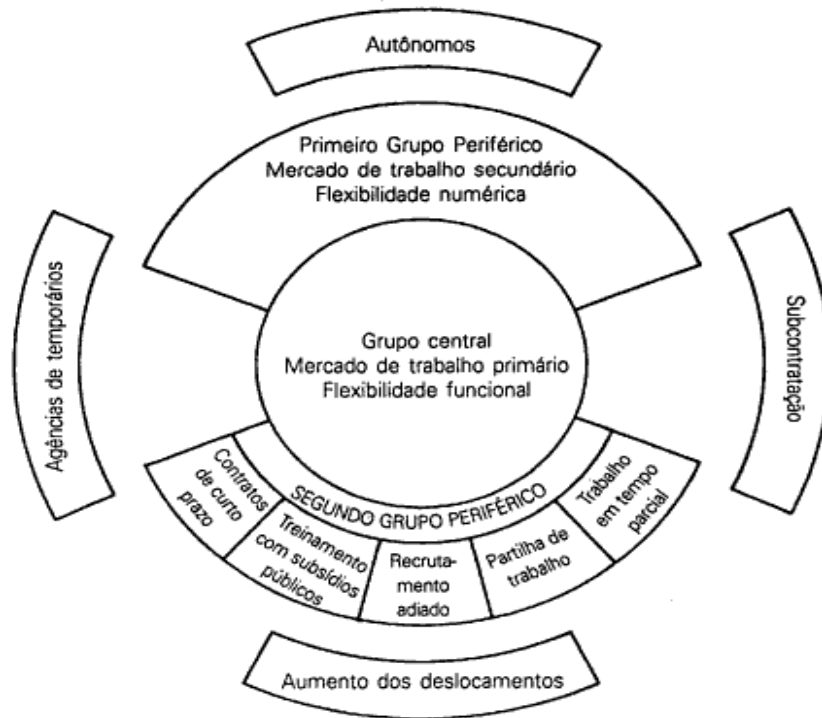 Autônomos
Primeiro Grupo Periférico
Mercado de trabalho secundário
Flexibilidade numérica
Agências de temporários
Subcontratação
Grupo central
Mercado de trabalho primário
Flexibilidade funcional
SEGUNDO GRUPO PERIFÉRICO
Contratos
de curto
prazo
Treinamento
com subsídios
públicos
Recruta-
mento
adiado
Partilha de
trabalho
Trabalho
em tempo
parcial
Aumento dos deslocamentos